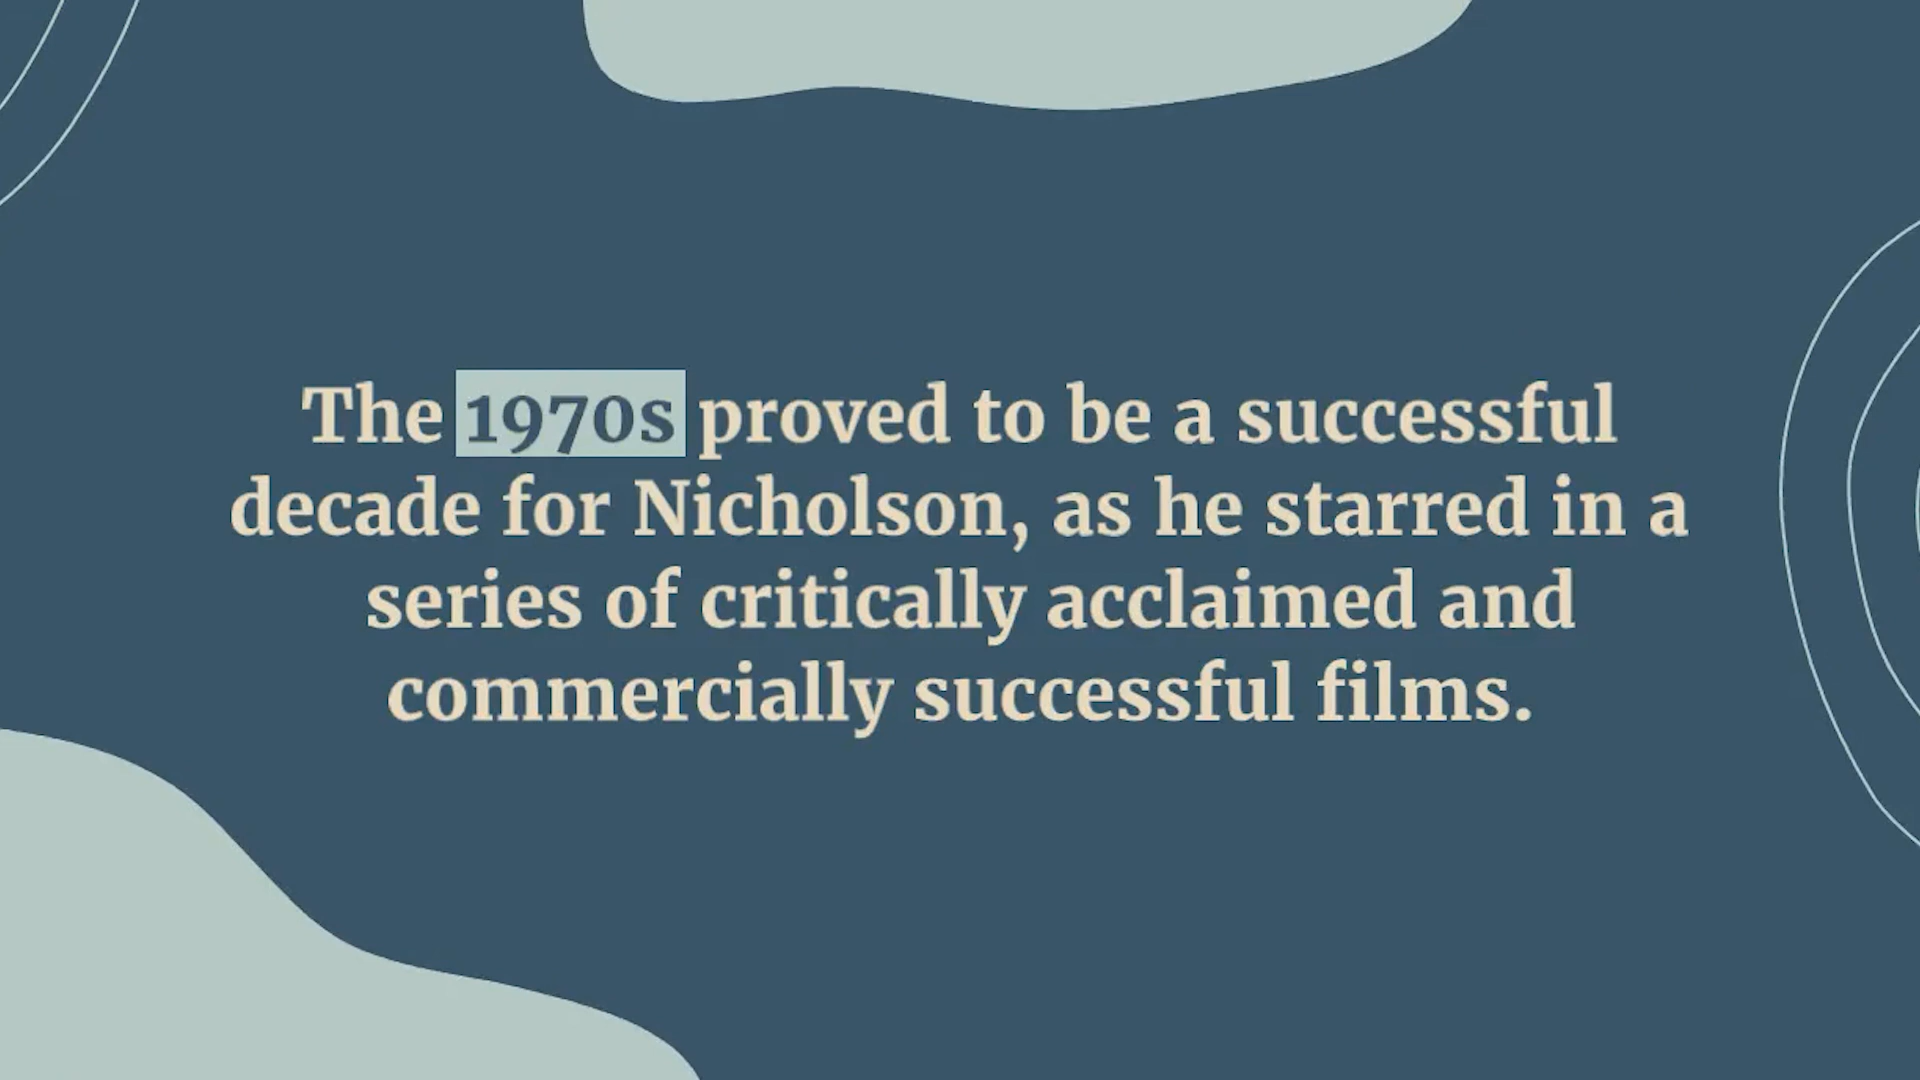 The 1970s proved to be a successful
decade for Nicholson, as he starred in a
series of critically acclaimed and
commercially successful films.